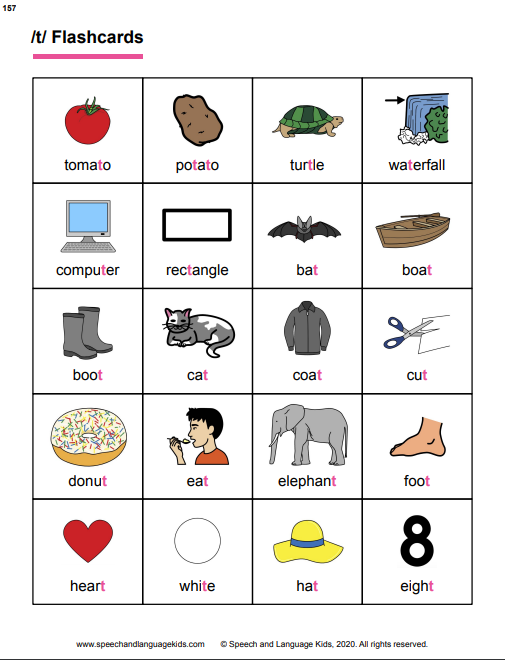 157
/t/ Flashcards
tomato potato turtle waterfall
computer rectangle bat boat
boot cat coat cut
donut eat elephant foot
8
heart white hat eight
www.speechandlanguagekids.com © Speech and Language Kids, 2020. All rights reserved.